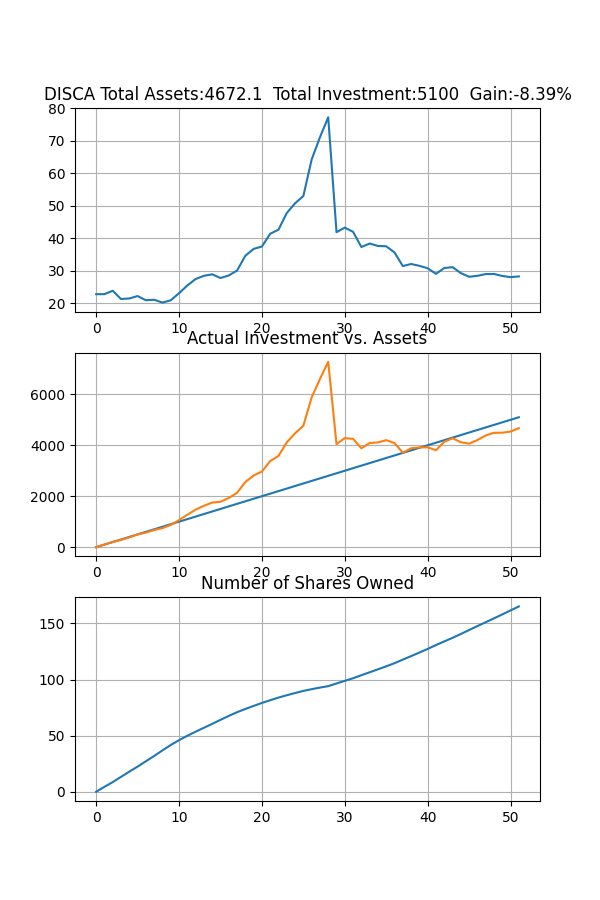 DISCA Total Assets:4672.1  Total Investment:5100  Gain:-8.39%
80
70
60
50
40
30
20
0 10 20 30 40 50
Actual Investment vs. Assets
6000
4000
2000
0
0 10 20 30 40 50
Number of Shares Owned
150
100
50
0
0 10 20 30 40 50